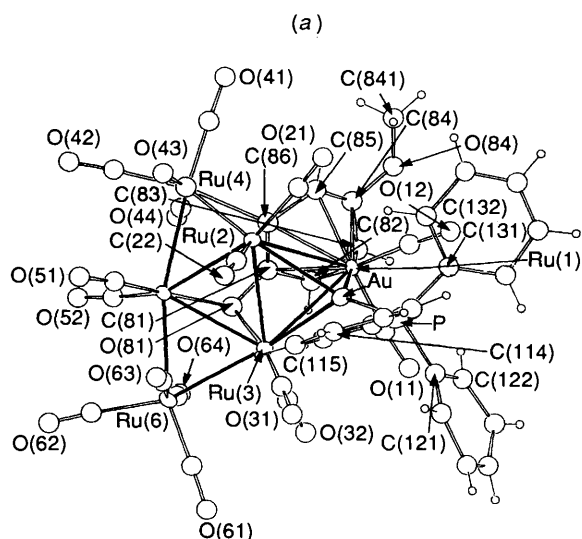 (a)
O(41)
C(841)
O(42)
O(43)
O(21)
C(85)
C(84)
C(86)
O(84)
Ru(4)
O(12)
C(83)
C(132)
O(44)
C(82)
C(131)
Ru(2)
C(22)
Ru(1)
Au
O(51)
O(52)
C(81)
P
O(81)
O(64)
C(115)
C(114)
O(63)
Ru(3)
O(11)
C(122)
Ru(6)
O(31)
O(62)
O(32)
C(121)
O(61)